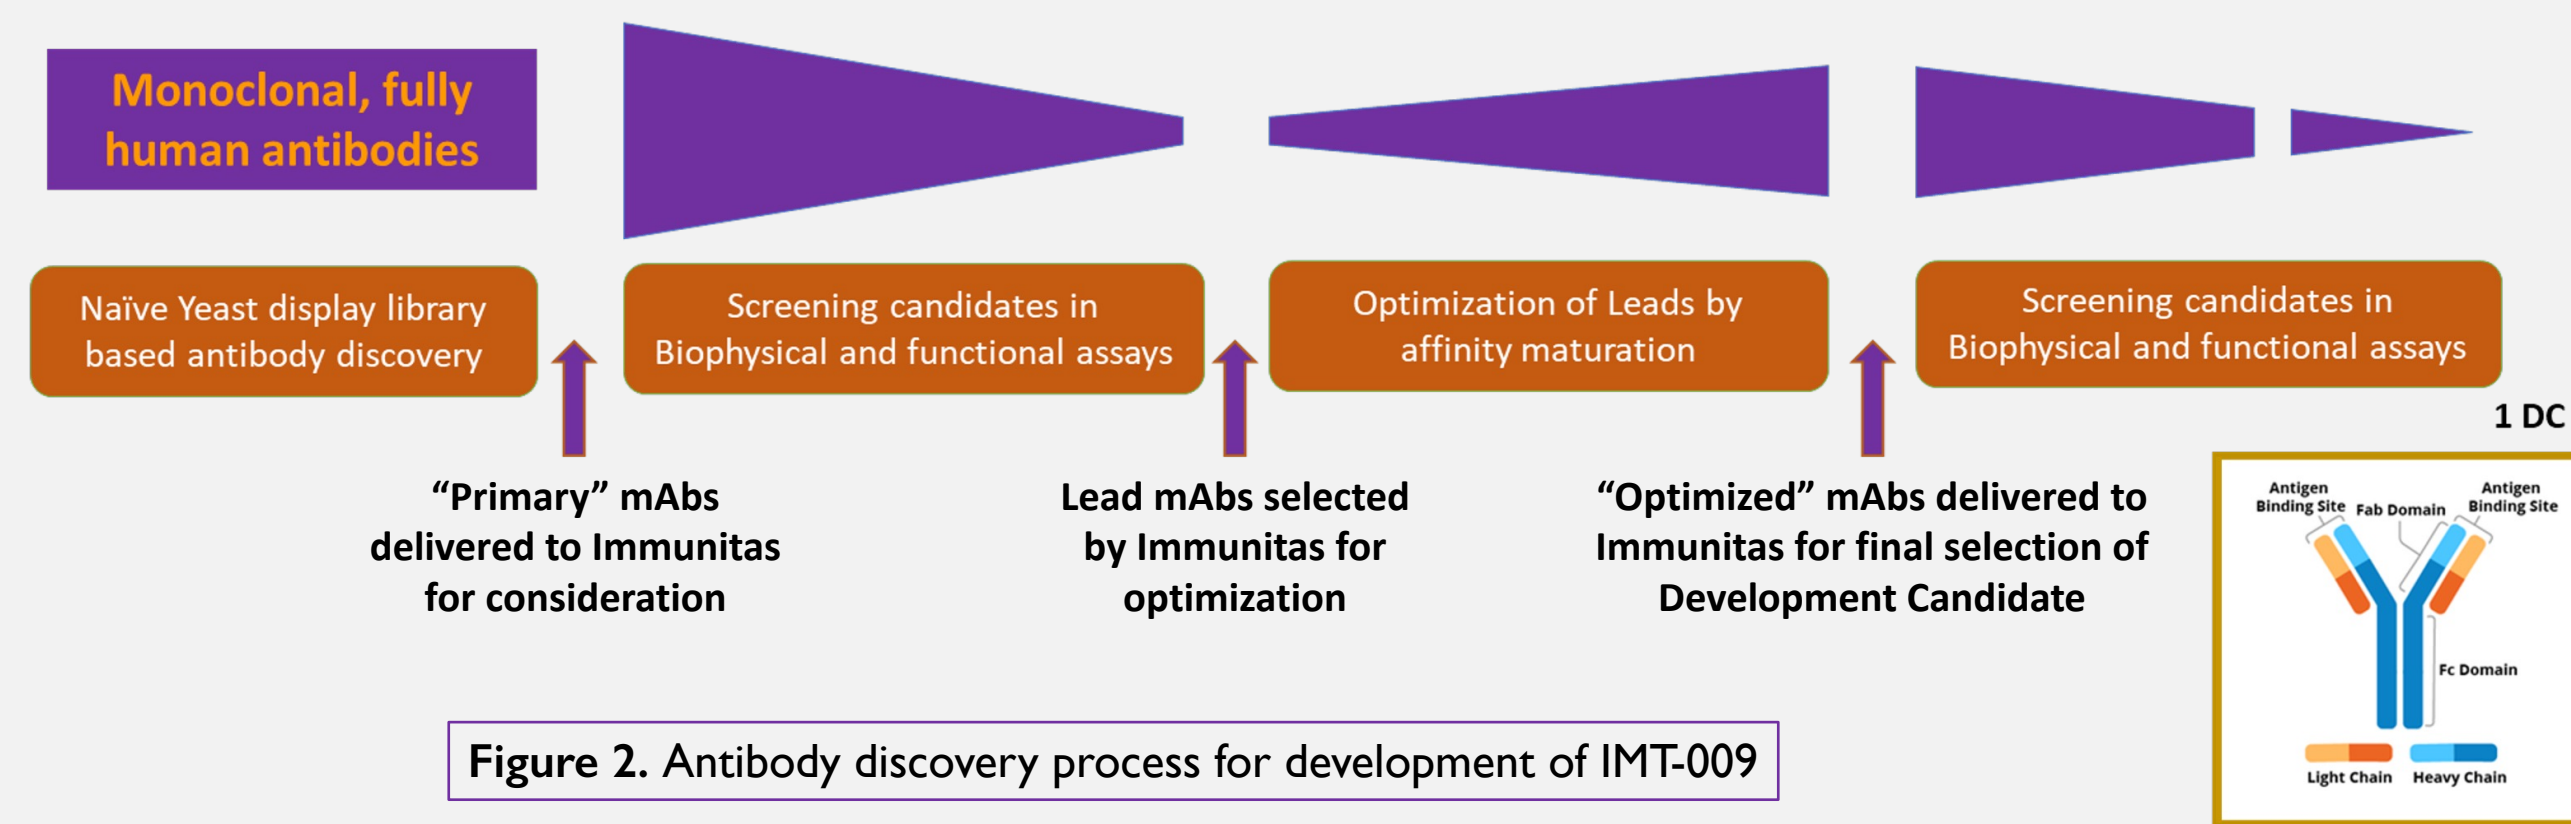 Monoclonal, fully
human antibodies
Naïve Yeast display library
based antibody discovery
Screening candidates in
Biophysical and functional assays
Optimization of Leads by
affinity maturation
Screening candidates in
Biophysical and functional assays
“Primary” mAbs
delivered to Immunitas
for consideration
Lead mAbs selected
by Immunitas for
optimization
“Optimized” mAbs delivered to
Immunitas for final selection of
Development Candidate
1 DC
Antigen
Binding Site
Fab Domain
Antigen
Binding Site
Fc Domain
Light Chain
Heavy Chain
Figure 2. Antibody discovery process for development of IMT-009